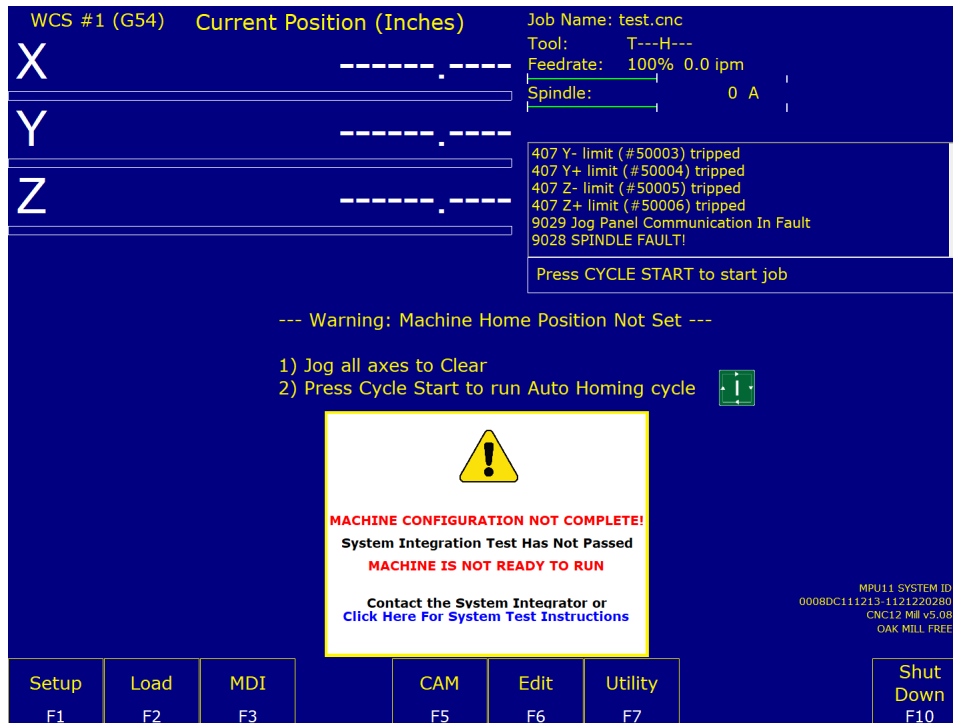 WCS #1 (G54) Current Position (Inches)
X ------.----
Y ------.----
Z ------.----
Job Name: test.cnc
Tool: T---H---
Feedrate: 100% 0.0 ipm
Spindle: 0 A
407 Y- limit (#50003) tripped
407 Y+ limit (#50004) tripped
407 Z- limit (#50005) tripped
407 Z+ limit (#50006) tripped
9029 Jog Panel Communication In Fault
9028 SPINDLE FAULT!
Press CYCLE START to start job
--- Warning: Machine Home Position Not Set ---
1) Jog all axes to Clear
2) Press Cycle Start to run Auto Homing cycle
MACHINE CONFIGURATION NOT COMPLETE!
System Integration Test Has Not Passed
MACHINE IS NOT READY TO RUN
Contact the System Integrator or
Click Here For System Test Instructions
MPU11 SYSTEM ID
0008DC111213-1121220280
CNC12 Mill v5.08
OAK MILL FREE
Setup F1
Load F2
MDI F3
CAM F5
Edit F6
Utility F7
Shut Down F10